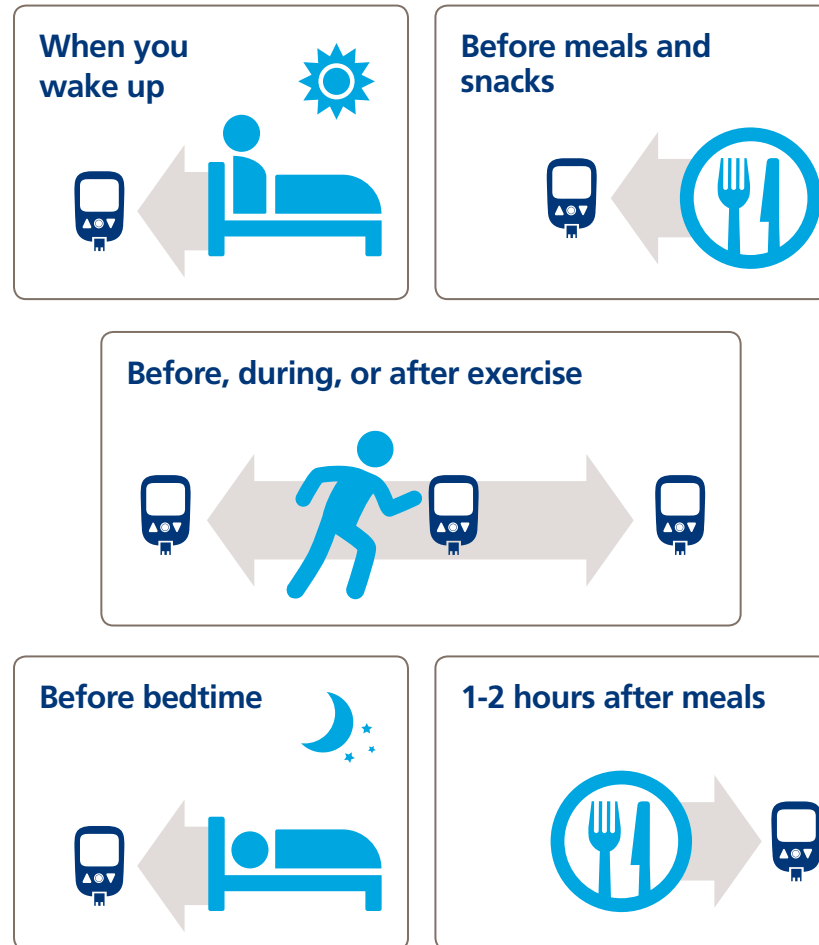 When you
wake up
Before meals and
snacks
Before, during, or after exercise
Before bedtime
1-2 hours after meals